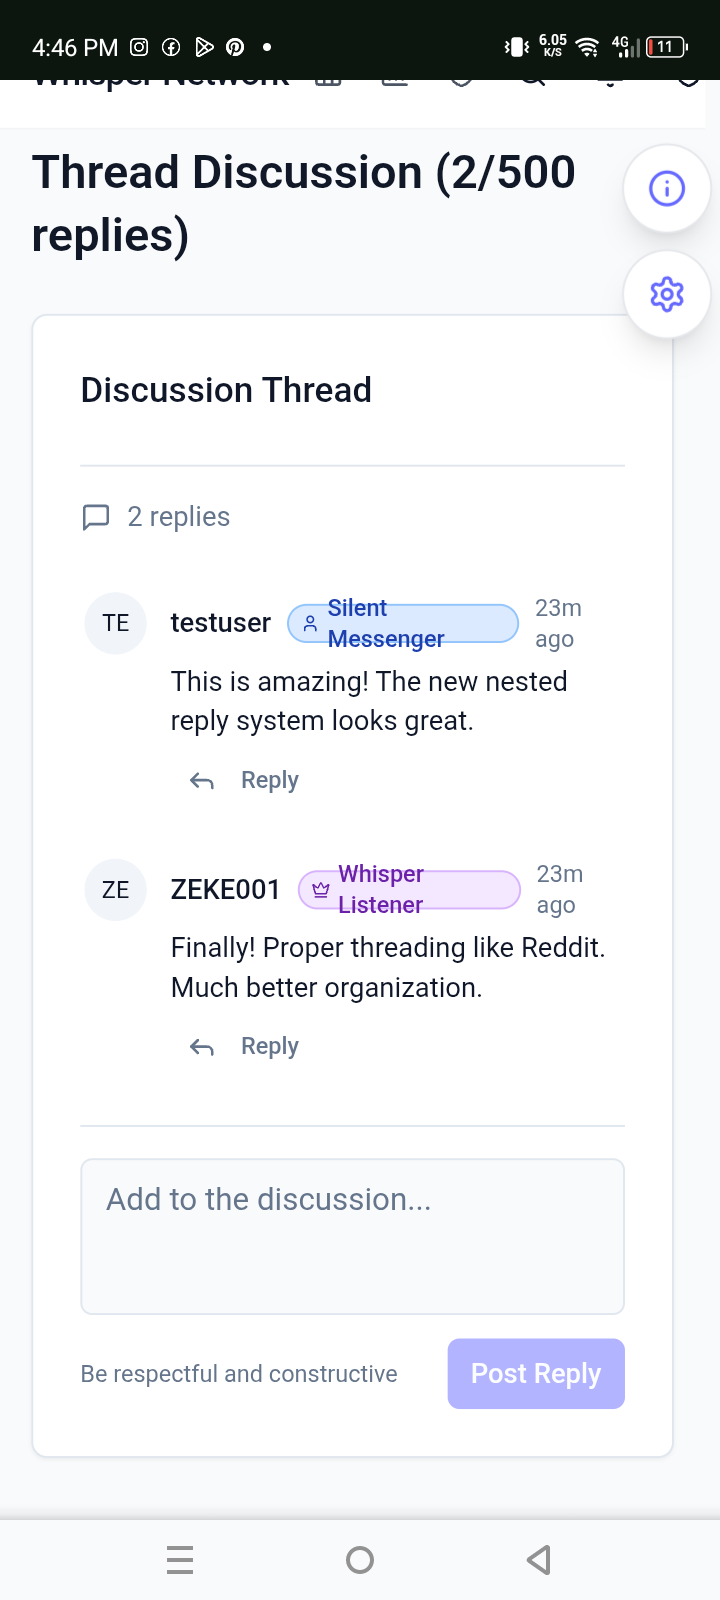 4:46 PM
6.05
K/S
4G
11
Whisper Network
Thread Discussion (2/500
replies)
Discussion Thread
2 replies
TE
testuser
Silent
Messenger
23m
ago
This is amazing! The new nested
reply system looks great.
Reply
ZE
ZEKE001
Whisper
Listener
23m
ago
Finally! Proper threading like Reddit.
Much better organization.
Reply
Add to the discussion...
Be respectful and constructive
Post Reply